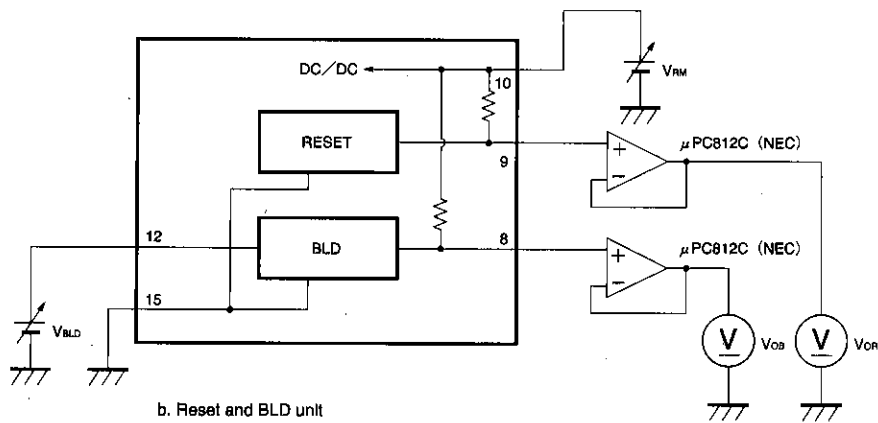 DC/DC
10
VRM
RESET
μPC812C (NEC)
+
−
9
12
BLD
8
μPC812C (NEC)
+
−
15
VBLD
V
VOB
V
VOR
b. Reset and BLD unit